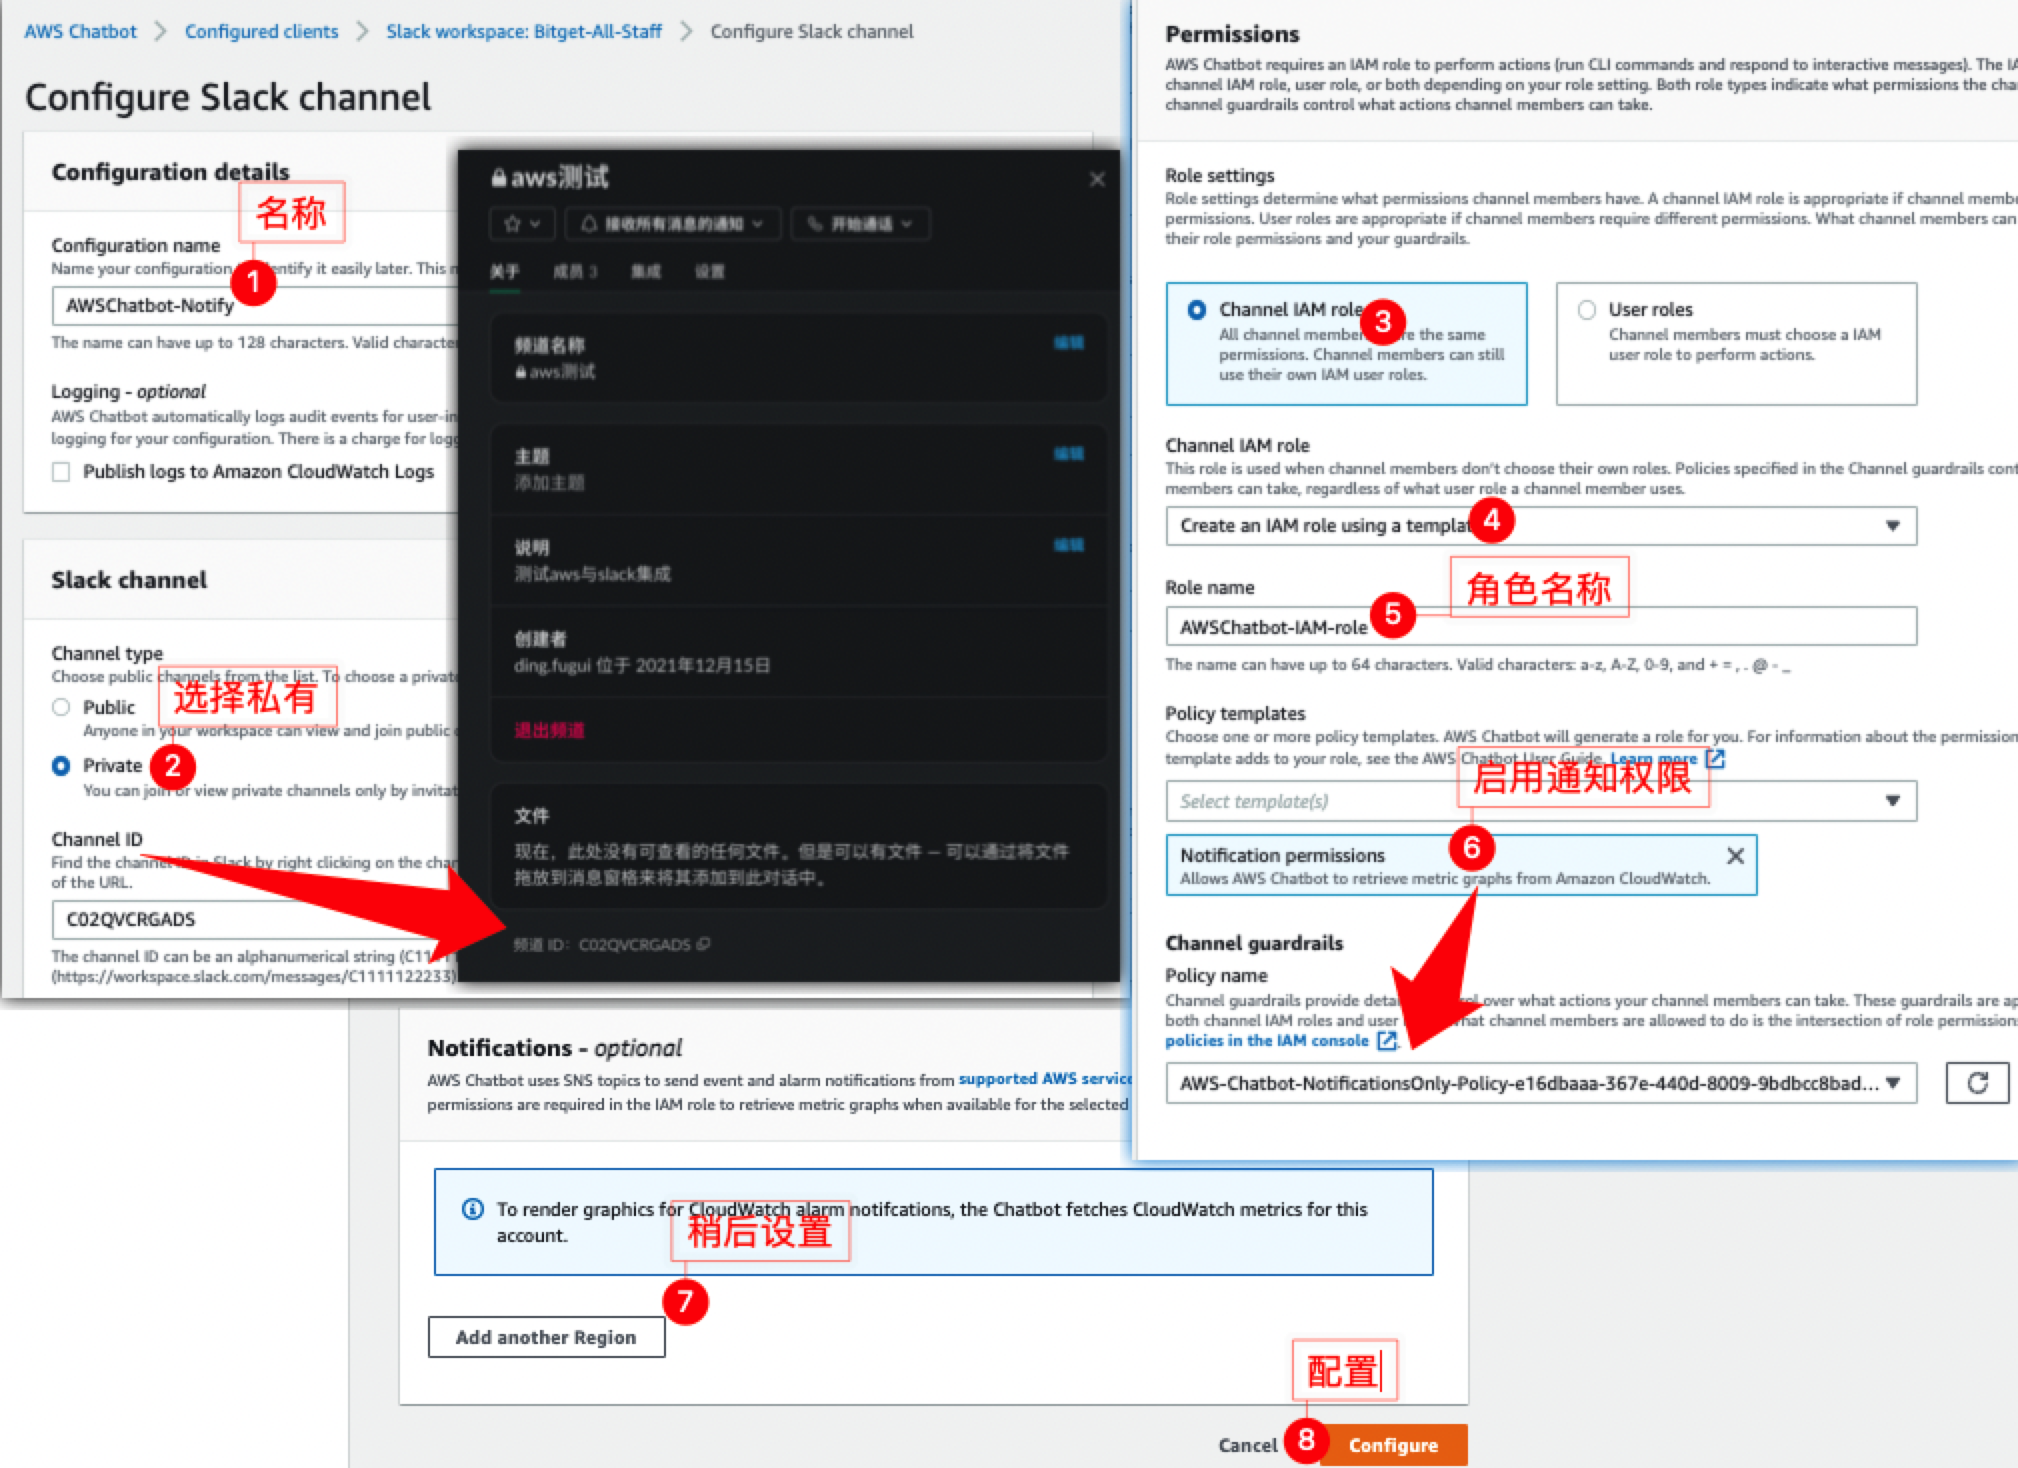 AWS Chatbot > Configured clients > Slack workspace: Bitget-All-Staff > Configure Slack channel
Configure Slack channel
Configuration details
名称
Configuration name
Name your configuration entify it easily later. This
1
AWSChatbot-Notify
The name can have up to 128 characters. Valid characte
Logging - optional
AWS Chatbot automatically logs audit events for user-in
logging for your configuration. There is a charge for logg
Publish logs to Amazon CloudWatch Logs
Slack channel
Channel type
Choose public channels from the list. To choose a privat
选择私有
Public
Anyone in your workspace can view and join public
Private
2
You can join or view private channels only by invitat
Channel ID
Find the channel ID in Slack by right clicking on the cha
of the URL.
C02QVCRGADS
The channel ID can be an alphanumerical string (C11
(https://workspace.slack.com/messages/C1111122233)
aws测试
接收所有消息的通知
开始通话
关于 成员 3 集成 设置
频道名称 编辑
aws测试
主题 编辑
添加主题
说明 编辑
测试aws与slack集成
创建者
ding.fugui 位于 2021年12月15日
退出频道
文件
现在，此处没有可查看的任何文件。但是可以有文件 – 可以通过将文件
拖放到消息窗格来将其添加到此对话中。
频道 ID：C02QVCRGADS
Permissions
AWS Chatbot requires an IAM role to perform actions (run CLI commands and respond to interactive messages). The IA
channel IAM role, user role, or both depending on your role setting. Both role types indicate what permissions the cha
channel guardrails control what actions channel members can take.
Role settings
Role settings determine what permissions channel members have. A channel IAM role is appropriate if channel membe
permissions. User roles are appropriate if channel members require different permissions. What channel members can
their role permissions and your guardrails.
Channel IAM role
3
All channel member re the same
permissions. Channel members can still
use their own IAM user roles.
User roles
Channel members must choose a IAM
user role to perform actions.
Channel IAM role
This role is used when channel members don't choose their own roles. Policies specified in the Channel guardrails cont
members can take, regardless of what user role a channel member uses.
Create an IAM role using a templat
4
Role name
角色名称
5
AWSChatbot-IAM-role
The name can have up to 64 characters. Valid characters: a-z, A-Z, 0-9, and + = , . @ - _
Policy templates
Choose one or more policy templates. AWS Chatbot will generate a role for you. For information about the permission
template adds to your role, see the AWS Chatbot User Guide. Learn more
启用通知权限
Select template(s)
6
Notification permissions
Allows AWS Chatbot to retrieve metric graphs from Amazon CloudWatch.
Channel guardrails
Policy name
Channel guardrails provide deta ol over what actions your channel members can take. These guardrails are ap
both channel IAM roles and user hat channel members are allowed to do is the intersection of role permission
policies in the IAM console
AWS-Chatbot-NotificationsOnly-Policy-e16dbaaa-367e-440d-8009-9bdbcc8bad...
Notifications - optional
AWS Chatbot uses SNS topics to send event and alarm notifications from supported AWS service
permissions are required in the IAM role to retrieve metric graphs when available for the selected
To render graphics for CloudWatch alarm notifcations, the Chatbot fetches CloudWatch metrics for this
account.
稍后设置
7
Add another Region
配置
Cancel
8
Configure